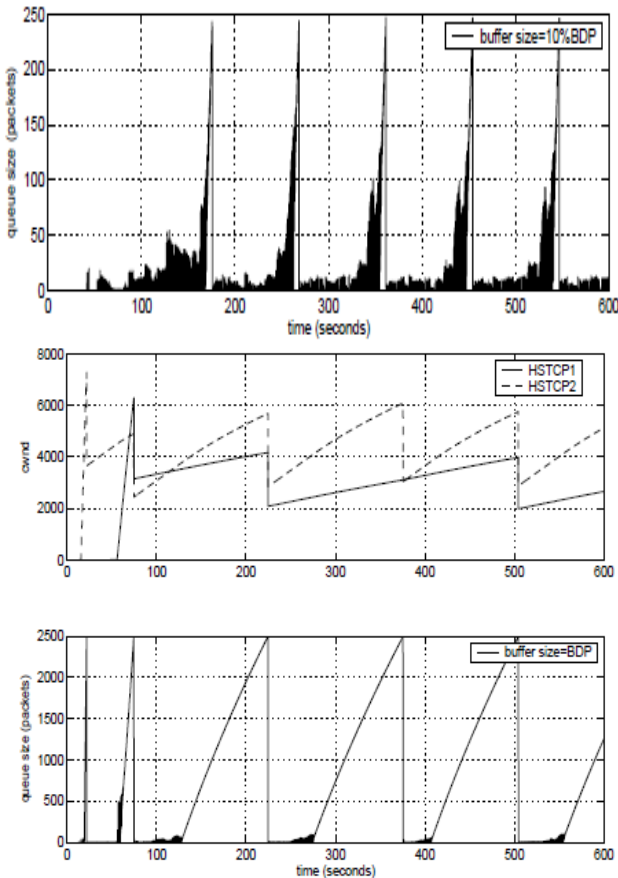 250
200
150
100
50
0
queue size (packets)
buffer size=10%BDP
0 100 200 300 400 500 600
time (seconds)
8000
6000
4000
2000
0
cwnd
HSTCP1
HSTCP2
0 100 200 300 400 500 600
2500
2000
1500
1000
500
0
queue size (packets)
buffer size=BDP
0 100 200 300 400 500 600
time (seconds)